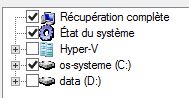 Récupération complète
État du système
Hyper-V
os-systeme (C:)
data (D:)